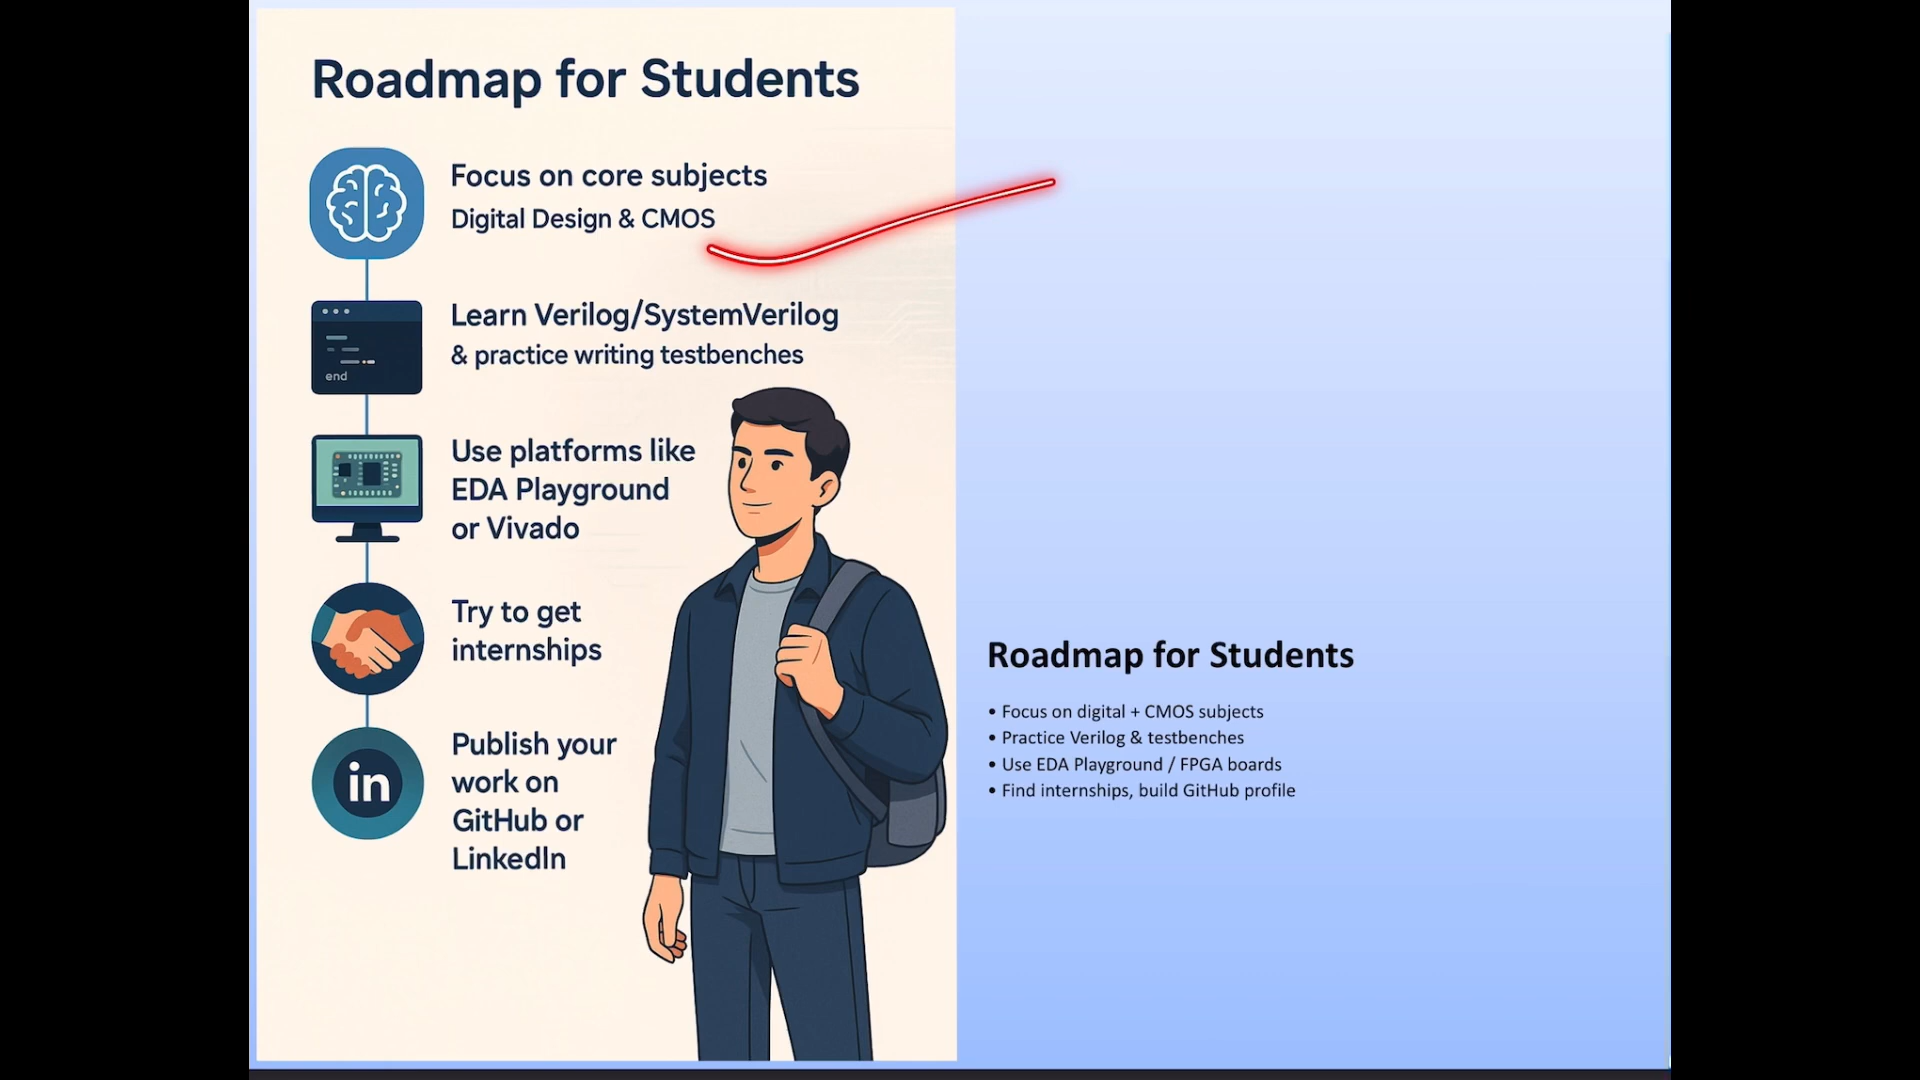 Roadmap for Students
Focus on core subjects
Digital Design & CMOS
end
Learn Verilog/SystemVerilog
& practice writing testbenches
Use platforms like
EDA Playground
or Vivado
Try to get
internships
in
Publish your
work on
GitHub or
LinkedIn
Roadmap for Students
• Focus on digital + CMOS subjects
• Practice Verilog & testbenches
• Use EDA Playground / FPGA boards
• Find internships, build GitHub profile